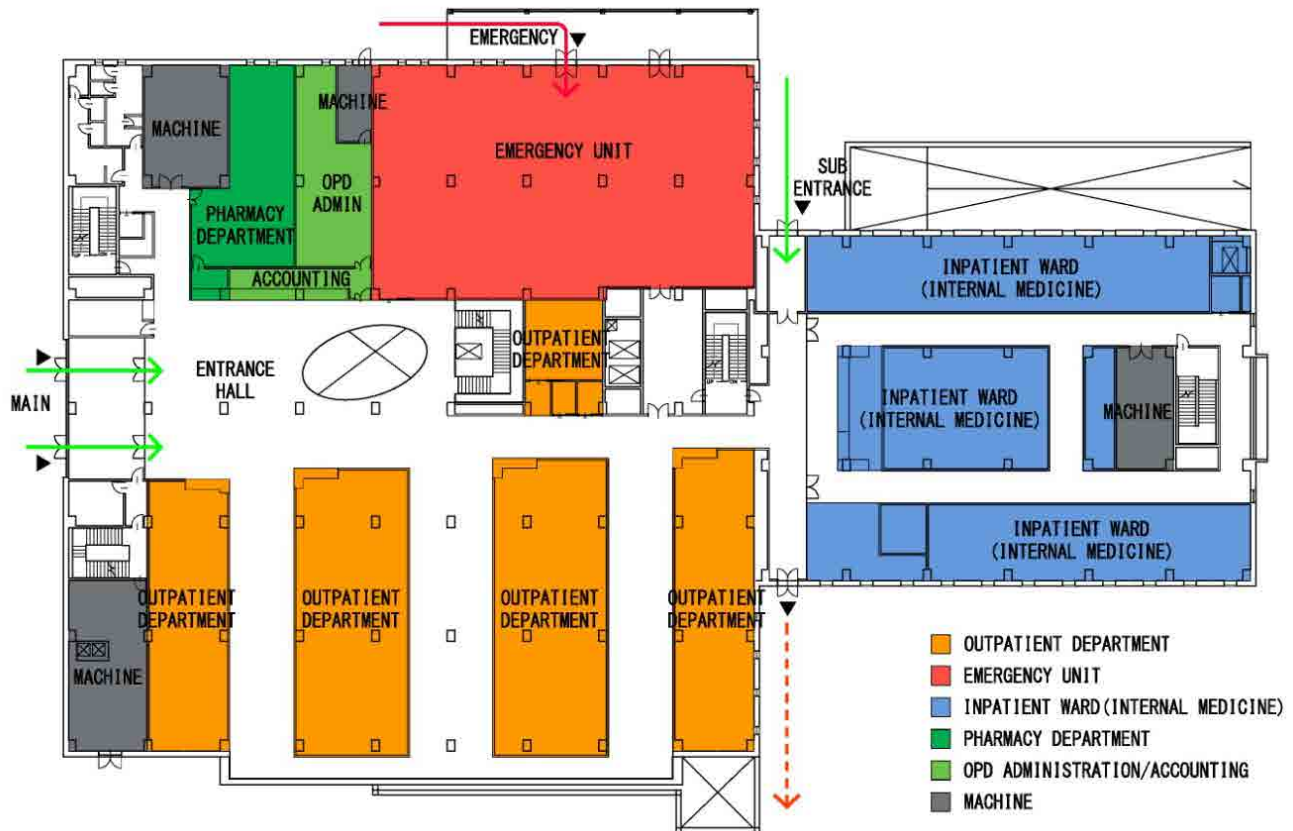 EMERGENCY
MACHINE
MACHINE
EMERGENCY UNIT
OPD
ADMIN
PHARMACY
DEPARTMENT
ACCOUNTING
SUB
ENTRANCE
INPATIENT WARD
(INTERNAL MEDICINE)
OUTPATIENT
DEPARTMENT
ENTRANCE
HALL
MAIN
INPATIENT WARD
(INTERNAL MEDICINE)
MACHINE
INPATIENT WARD
(INTERNAL MEDICINE)
OUTPATIENT
DEPARTMENT
OUTPATIENT
DEPARTMENT
OUTPATIENT
DEPARTMENT
OUTPATIENT
DEPARTMENT
MACHINE
OUTPATIENT DEPARTMENT
EMERGENCY UNIT
INPATIENT WARD(INTERNAL MEDICINE)
PHARMACY DEPARTMENT
OPD ADMINISTRATION/ACCOUNTING
MACHINE